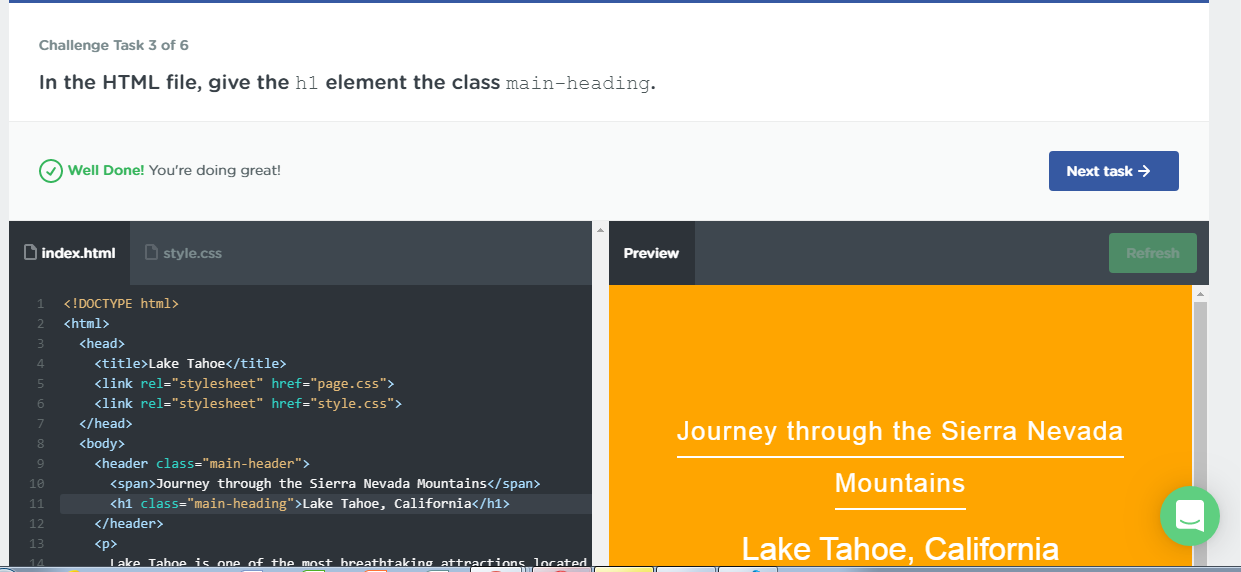 Challenge Task 3 of 6
In the HTML file, give the h1 element the class main-heading.
Well Done! You're doing great!
Next task →
index.html
style.css
Preview
Refresh
1 <!DOCTYPE html>
2 <html>
3 <head>
4 <title>Lake Tahoe</title>
5 <link rel="stylesheet" href="page.css">
6 <link rel="stylesheet" href="style.css">
7 </head>
8 <body>
9 <header class="main-header">
10 <span>Journey through the Sierra Nevada Mountains</span>
11 <h1 class="main-heading">Lake Tahoe, California</h1>
12 </header>
13 <p>
14 Lake Tahoe is one of the most breathtaking attractions located
Journey through the Sierra Nevada
Mountains
Lake Tahoe, California